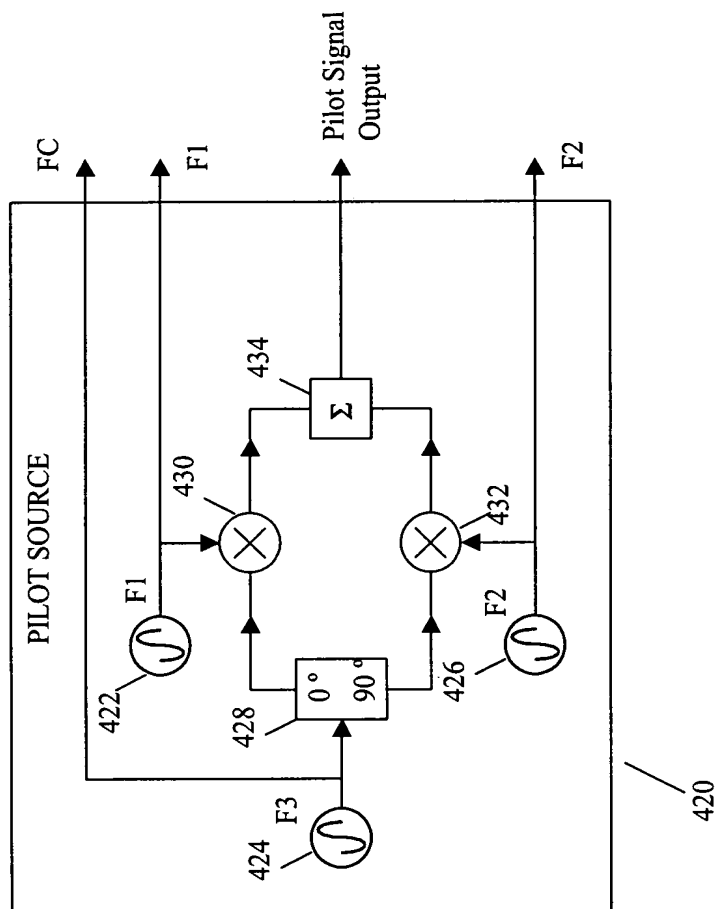 PILOT SOURCE
FC
F1
F1
422
430
434
Pilot Signal
Output
F3
424
428
0°
90°
Σ
432
F2
426
F2
420